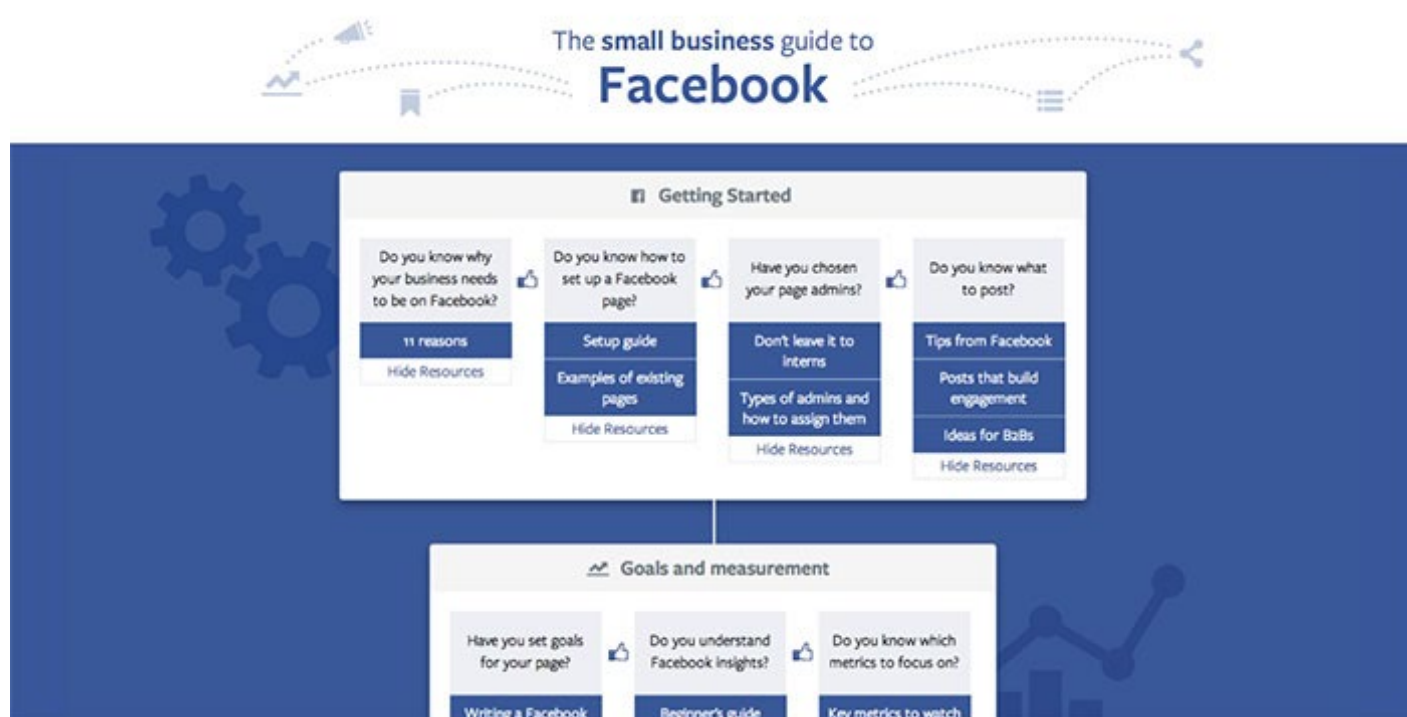 The small business guide to
Facebook
Getting Started
Do you know why
your business needs
to be on Facebook?
11 reasons
Hide Resources
Do you know how to
set up a Facebook
page?
Setup guide
Examples of existing
pages
Hide Resources
Have you chosen
your page admins?
Don't leave it to
interns
Types of admins and
how to assign them
Hide Resources
Do you know what
to post?
Tips from Facebook
Posts that build
engagement
Ideas for B2Bs
Hide Resources
Goals and measurement
Have you set goals
for your page?
Writing a Facebook
Do you understand
Facebook insights?
Beginner's guide
Do you know which
metrics to focus on?
Key metrics to watch